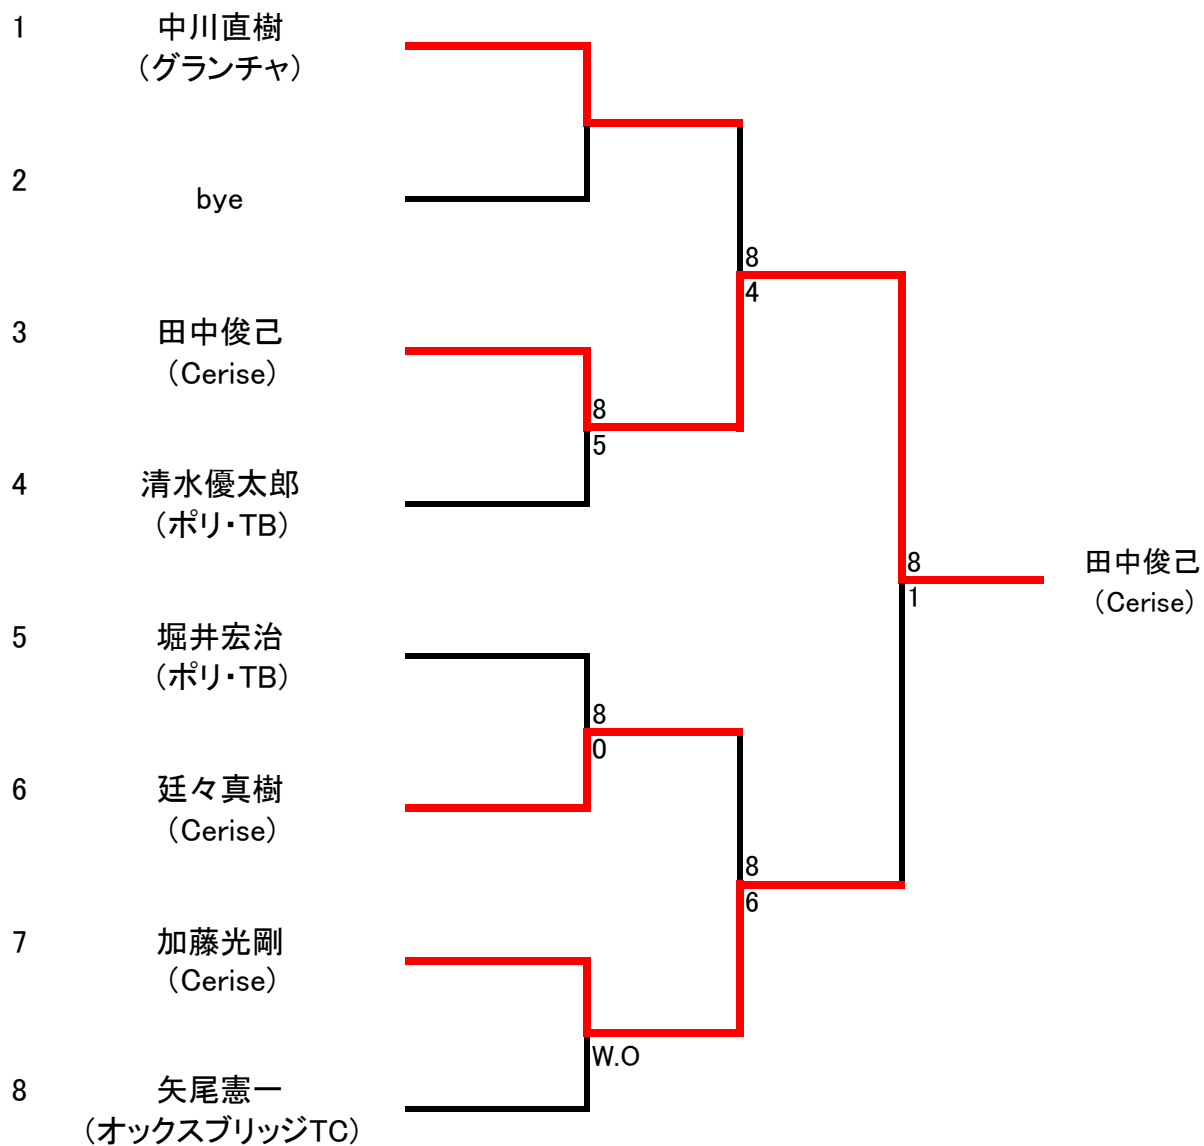 1
中川直樹
(グランチャ)
2
bye
8
4
3
田中俊己
(Cerise)
8
5
4
清水優太郎
(ポリ・TB)
8
1
田中俊己
(Cerise)
5
堀井宏治
(ポリ・TB)
8
0
6
廷々真樹
(Cerise)
8
6
7
加藤光剛
(Cerise)
W.O
8
矢尾憲一
(オックスブリッジTC)